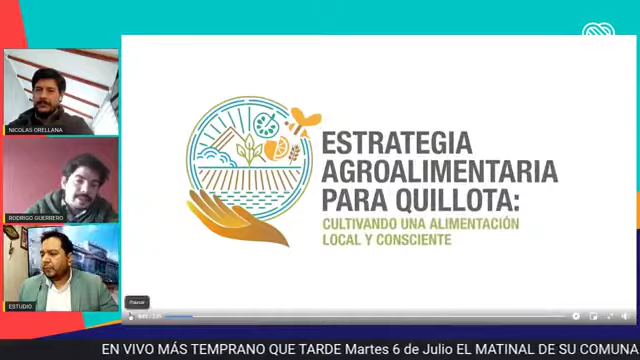 NICOLAS ORELLANA
RODRIGO GUERRERO
ESTUDIO
ESTRATEGIA
AGROALIMENTARIA
PARA QUILLOTA:
CULTIVANDO UNA ALIMENTACIÓN
LOCAL Y CONSCIENTE
Pausar
EN VIVO MÁS TEMPRANO QUE TARDE Martes 6 de Julio EL MATINAL DE SU COMUNA